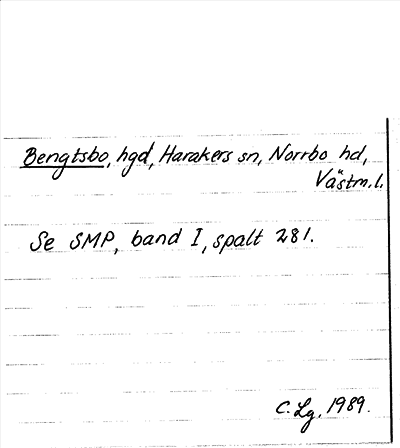 Bengtsbo, hgd, Harakers sn, Norrbo hd,
Västm. l.
Se SMP, band I, spalt 281.
C. Lg. 1989.